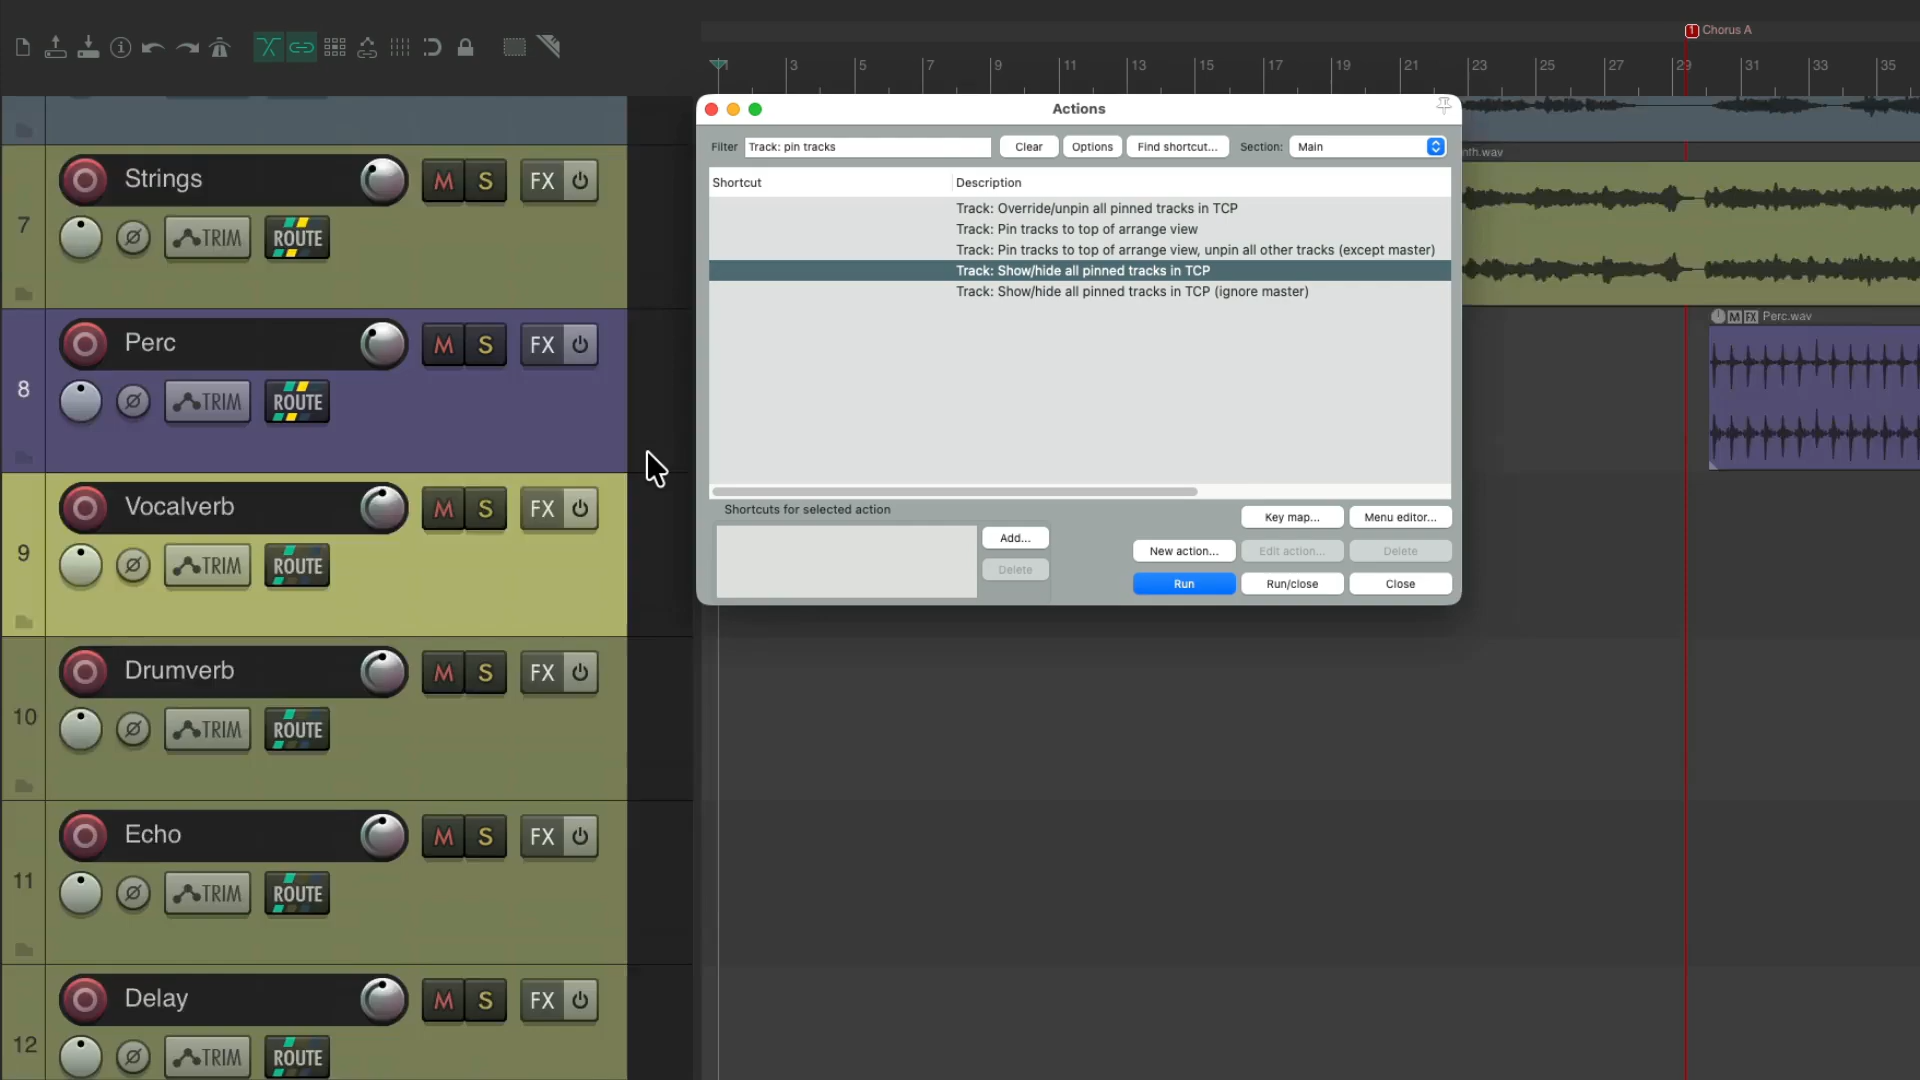 1 Chorus A
1 3 5 7 9 11 13 15 17 19 21 23 25 27 29 31 33 35
Actions
Filter Track: pin tracks Clear Options Find shortcut... Section: Main
Shortcut Description
Track: Override/unpin all pinned tracks in TCP
Track: Pin tracks to top of arrange view
Track: Pin tracks to top of arrange view, unpin all other tracks (except master)
Track: Show/hide all pinned tracks in TCP
Track: Show/hide all pinned tracks in TCP (ignore master)
Shortcuts for selected action
Key map... Menu editor...
Add...
New action... Edit action... Delete
Delete
Run Run/close Close
nth.wav
M FX Perc.wav
7 Strings M S FX
TRIM ROUTE
8 Perc M S FX
TRIM ROUTE
9 Vocalverb M S FX
TRIM ROUTE
10 Drumverb M S FX
TRIM ROUTE
11 Echo M S FX
TRIM ROUTE
12 Delay M S FX
TRIM ROUTE